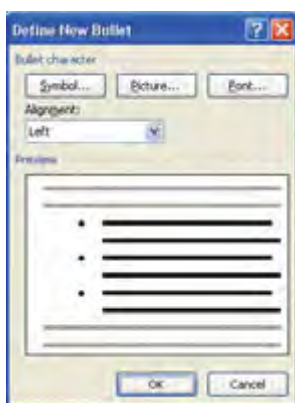 Define New Bullet
Bullet character
Symbol... Picture... Font...
Alignment:
Left
Preview
OK Cancel